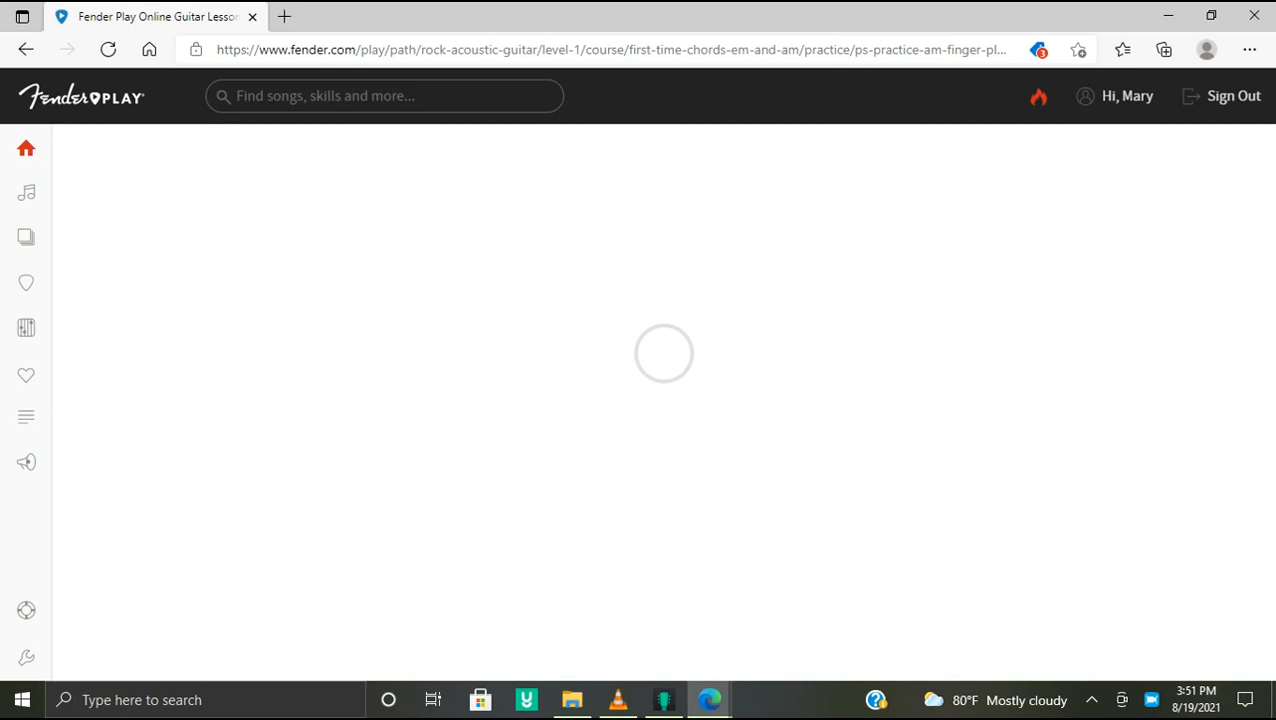 Fender Play Online Guitar Lesson
https://www.fender.com/play/path/rock-acoustic-guitar/level-1/course/first-time-chords-em-and-am/practice/ps-practice-am-finger-pl...
3
Fender PLAY
Find songs, skills and more...
Hi, Mary
Sign Out
Type here to search
80°F Mostly cloudy
3:51 PM
8/19/2021